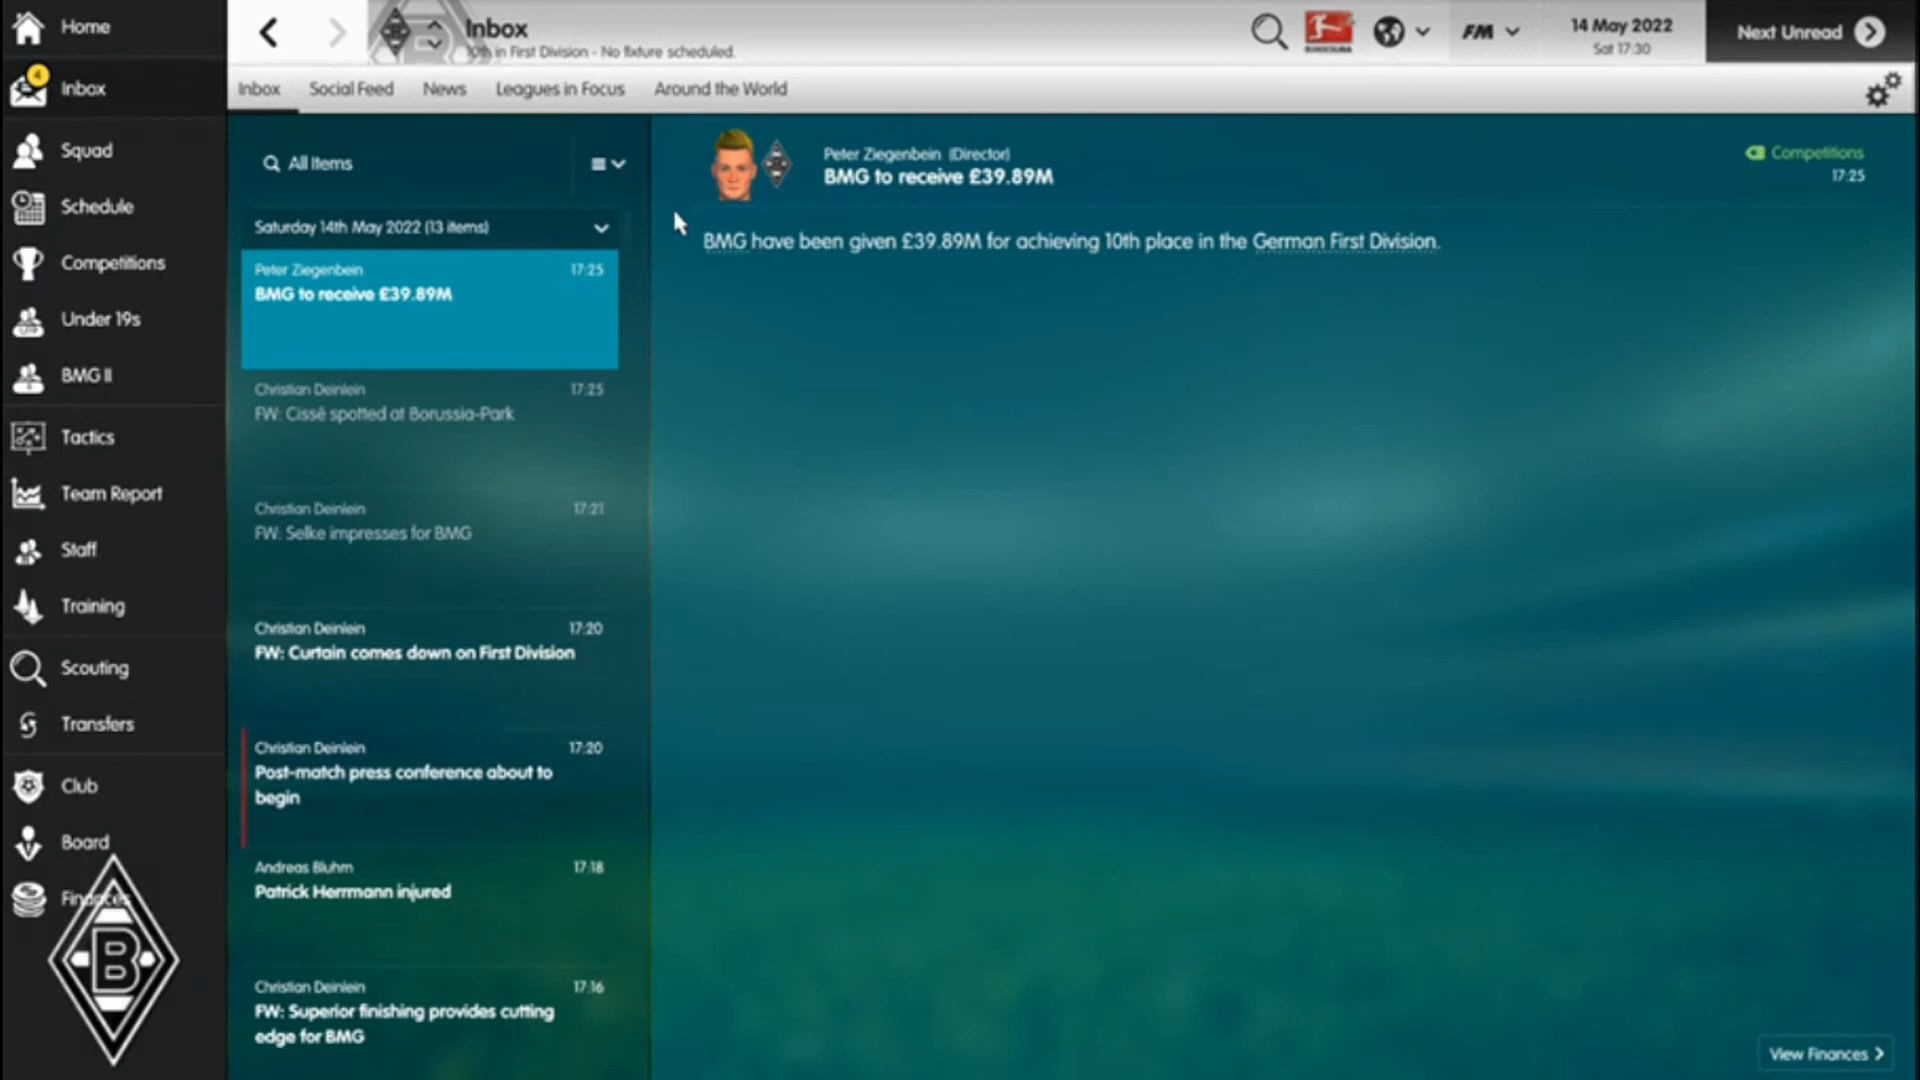 Home
4
Inbox
Squad
Schedule
Competitions
Under 19s
BMG II
Tactics
Team Report
Staff
Training
Scouting
Transfers
Club
Board
Finances
B
Inbox
10th in First Division - No fixture scheduled.
BUNDESLIGA
FM
14 May 2022
Sat 17:30
Next Unread
Inbox
Social Feed
News
Leagues in Focus
Around the World
All Items
Saturday 14th May 2022 (13 items)
Peter Ziegenbein 17:25
BMG to receive £39.89M
Christian Deinlein 17:25
FW: Cissé spotted at Borussia-Park
Christian Deinlein 17:21
FW: Selke impresses for BMG
Christian Deinlein 17:20
FW: Curtain comes down on First Division
Christian Deinlein 17:20
Post-match press conference about to
begin
Andreas Bluhm 17:18
Patrick Herrmann injured
Christian Deinlein 17:16
FW: Superior finishing provides cutting
edge for BMG
Peter Ziegenbein (Director)
BMG to receive £39.89M
Competitions
17:25
BMG have been given £39.89M for achieving 10th place in the German First Division.
View Finances